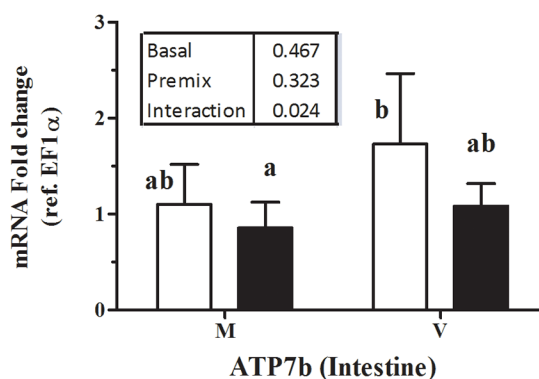 3
Basal 0.467
Premix 0.323
Interaction 0.024
2
b
ab
ab
a
1
0
M V
ATP7b (Intestine)
mRNA Fold change
(ref. EF1α)